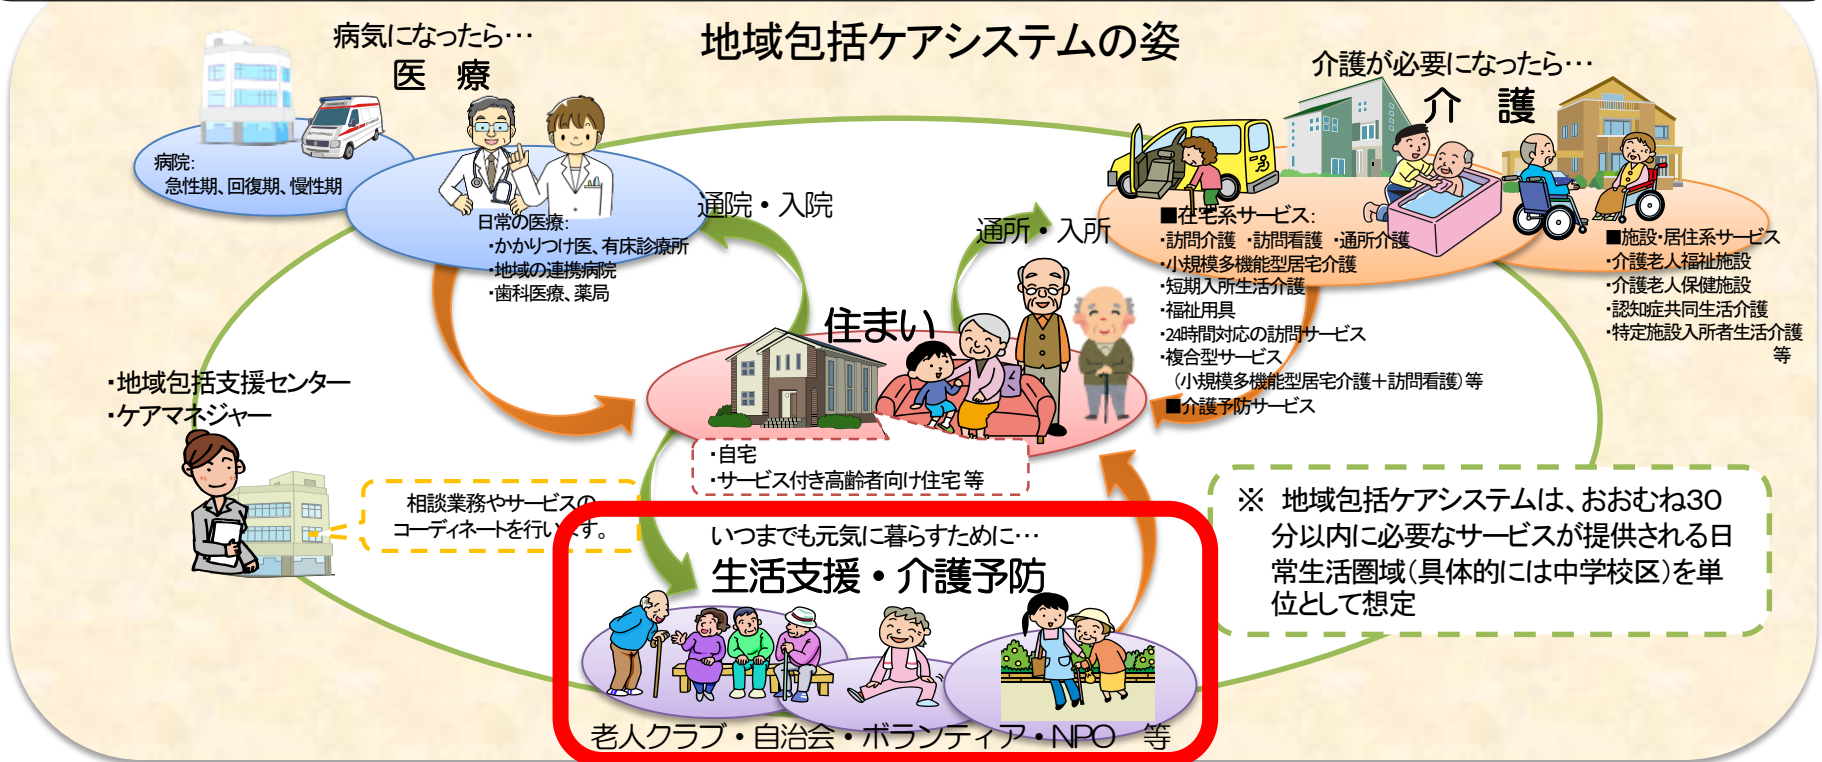 地域包括ケアシステムの姿
病気になったら…
医　療
病院:
急性期、回復期、慢性期
日常の医療:
・かかりつけ医、有床診療所
・地域の連携病院
・歯科医療、薬局
通院・入院
通所・入所
介護が必要になったら…
介　護
■在宅系サービス:
・訪問介護 ・訪問看護 ・通所介護
・小規模多機能型居宅介護
・短期入所生活介護
・福祉用具
・24時間対応の訪問サービス
・複合型サービス
（小規模多機能型居宅介護＋訪問看護）等
■介護予防サービス
■施設・居住系サービス
・介護老人福祉施設
・介護老人保健施設
・認知症共同生活介護
・特定施設入所者生活介護
等
住まい
・自宅
・サービス付き高齢者向け住宅 等
・地域包括支援センター
・ケアマネジャー
相談業務やサービスの
コーディネートを行います。
いつまでも元気に暮らすために…
生活支援・介護予防
老人クラブ・自治会・ボランティア・NPO　等
※ 地域包括ケアシステムは、おおむね30
分以内に必要なサービスが提供される日
常生活圏域（具体的には中学校区）を単
位として想定